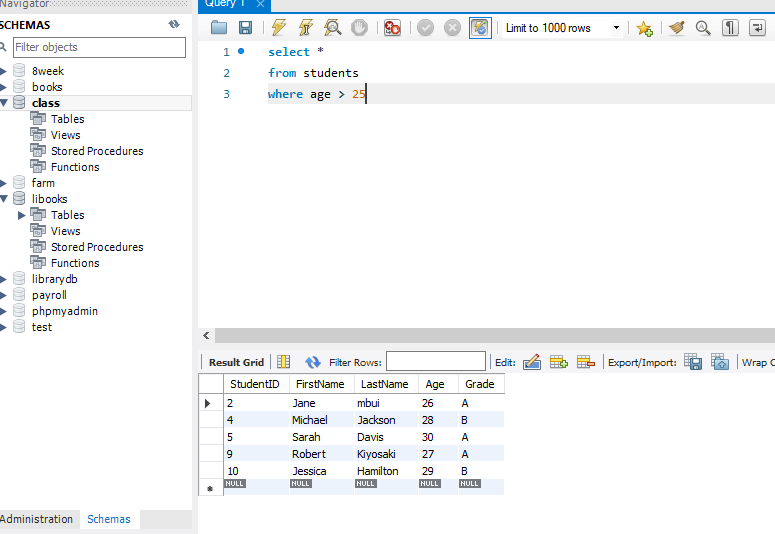 Navigator
Query 1
SCHEMAS
Filter objects
8week
books
class
Tables
Views
Stored Procedures
Functions
farm
libooks
Tables
Views
Stored Procedures
Functions
librarydb
payroll
phpmyadmin
test
Administration Schemas
Limit to 1000 rows
1 select *
2 from students
3 where age > 25
Result Grid Filter Rows: Edit: Export/Import: Wrap C
StudentID FirstName LastName Age Grade
2 Jane mbui 26 A
4 Michael Jackson 28 B
5 Sarah Davis 30 A
9 Robert Kiyosaki 27 A
10 Jessica Hamilton 29 B
NULL NULL NULL NULL NULL